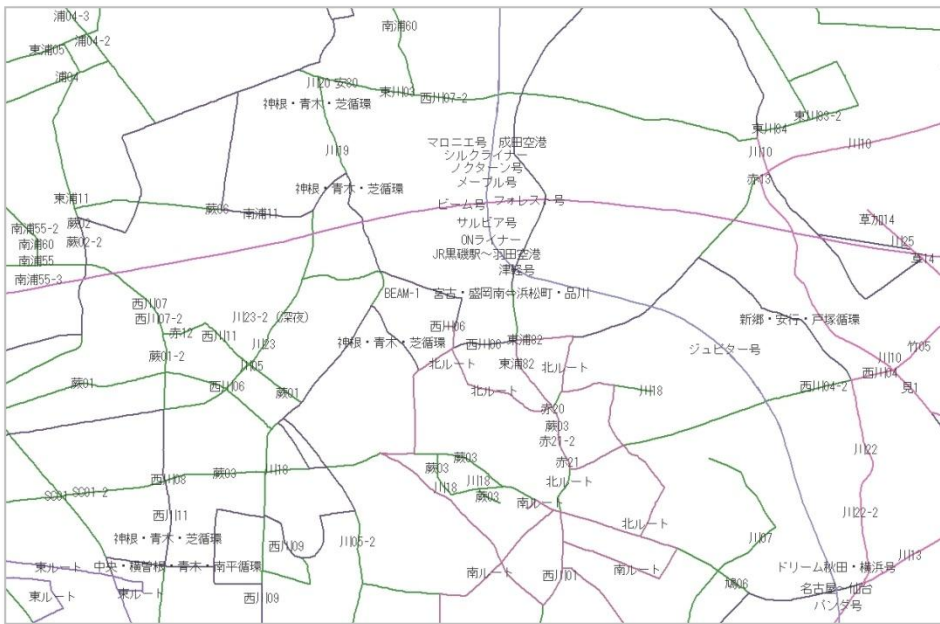 浦04-3
南浦60
浦04-2
東浦05
浦04
川20 安80
東川03
西川07-2
神根・青木・芝循環
東川03-2
東川04
マロニエ号 成田空港
川10
川19
シルクライナー
川10
ノクターン号
メープル号
赤13
神根・青木・芝循環
東浦11
フォレスト号
ビーム号
蕨06
南浦11
草加14
蕨02
サルビア号
南浦55-2
ONライナー
川25
南浦60
蕨02-2
JR黒磯駅~羽田空港
草14
南浦55
津軽号
南浦55-3
BEAM-1
宮古・盛岡南⇔浜松町・品川
西川07
西川07-2
川23-2(深夜)
新郷・安行・戸塚循環
赤12
西川11
西川06
川23
神根・青木・芝循環
西川06
東浦82
竹05
ジュピター号
蕨01-2
川05
北ルート
東浦82
北ルート
川10
西川04
蕨01
西川06
蕨01
北ルート
川18
西川04-2
見1
赤20
蕨03
赤21-2
川22
蕨03
赤21
川18
蕨03
西川08
蕨03
川18
北ルート
SC01
SC01-2
川18
蕨03
南ルート
西川11
川22-2
北ルート
神根・青木・芝循環
西川09
川05-2
川07
川13
東ルート
中央・横曽根・青木・南平循環
南ルート
西川01
南ルート
ドリーム秋田・横浜号
鳩06
東ルート
東ルート
西川09
名古屋~仙台
パンダ号